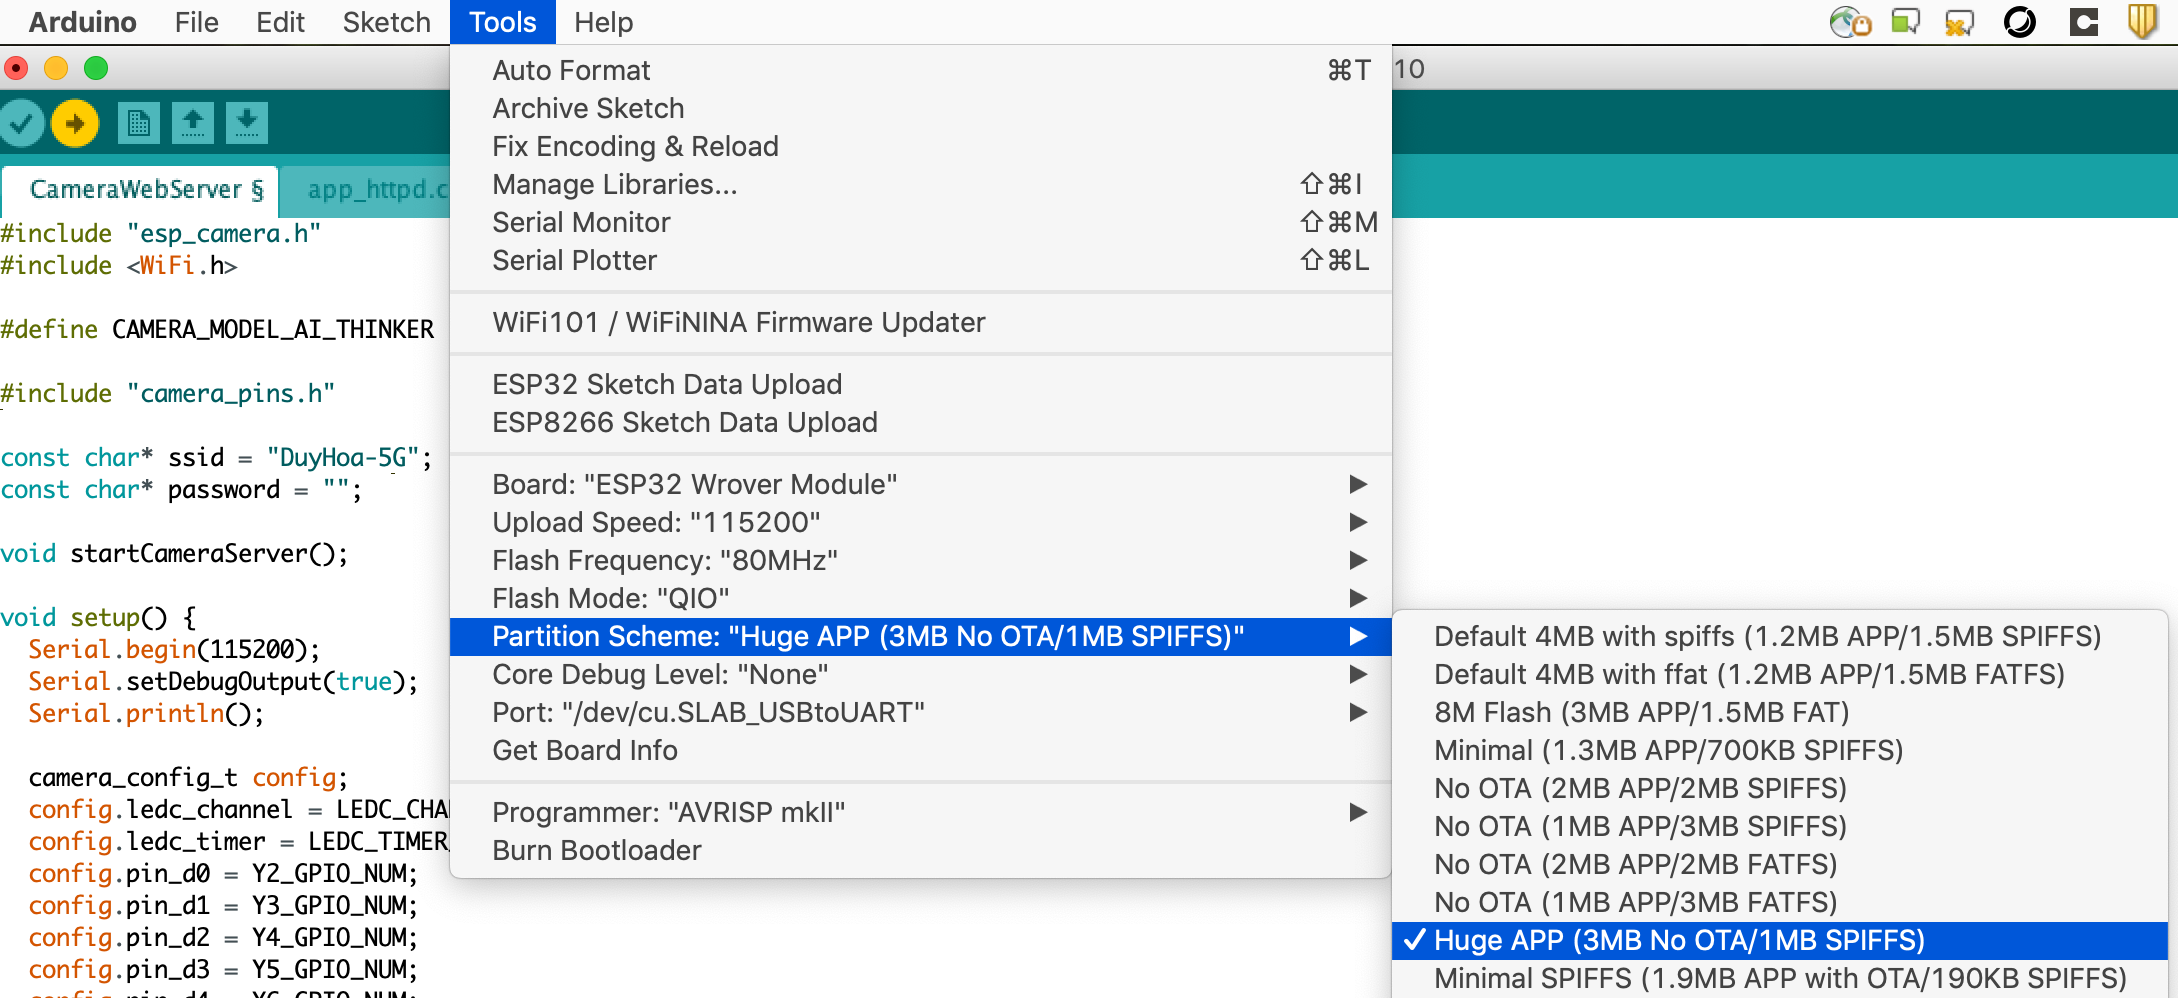 Arduino File Edit Sketch Tools Help
10
CameraWebServer § app_httpd.c
#include "esp_camera.h"
#include <WiFi.h>
#define CAMERA_MODEL_AI_THINKER
#include "camera_pins.h"
const char* ssid = "DuyHoa-5G";
const char* password = "";
void startCameraServer();
void setup() {
Serial.begin(115200);
Serial.setDebugOutput(true);
Serial.println();
camera_config_t config;
config.ledc_channel = LEDC_CHA
config.ledc_timer = LEDC_TIMER_
config.pin_d0 = Y2_GPIO_NUM;
config.pin_d1 = Y3_GPIO_NUM;
config.pin_d2 = Y4_GPIO_NUM;
config.pin_d3 = Y5_GPIO_NUM;
config.pin_d4 = Y6_GPIO_NUM;
Auto Format ⌘T
Archive Sketch
Fix Encoding & Reload
Manage Libraries... ⇧⌘I
Serial Monitor ⇧⌘M
Serial Plotter ⇧⌘L
WiFi101 / WiFiNINA Firmware Updater
ESP32 Sketch Data Upload
ESP8266 Sketch Data Upload
Board: "ESP32 Wrover Module"
Upload Speed: "115200"
Flash Frequency: "80MHz"
Flash Mode: "QIO"
Partition Scheme: "Huge APP (3MB No OTA/1MB SPIFFS)"
Core Debug Level: "None"
Port: "/dev/cu.SLAB_USBtoUART"
Get Board Info
Programmer: "AVRISP mkII"
Burn Bootloader
Default 4MB with spiffs (1.2MB APP/1.5MB SPIFFS)
Default 4MB with ffat (1.2MB APP/1.5MB FATFS)
8M Flash (3MB APP/1.5MB FAT)
Minimal (1.3MB APP/700KB SPIFFS)
No OTA (2MB APP/2MB SPIFFS)
No OTA (1MB APP/3MB SPIFFS)
No OTA (2MB APP/2MB FATFS)
No OTA (1MB APP/3MB FATFS)
✓ Huge APP (3MB No OTA/1MB SPIFFS)
Minimal SPIFFS (1.9MB APP with OTA/190KB SPIFFS)